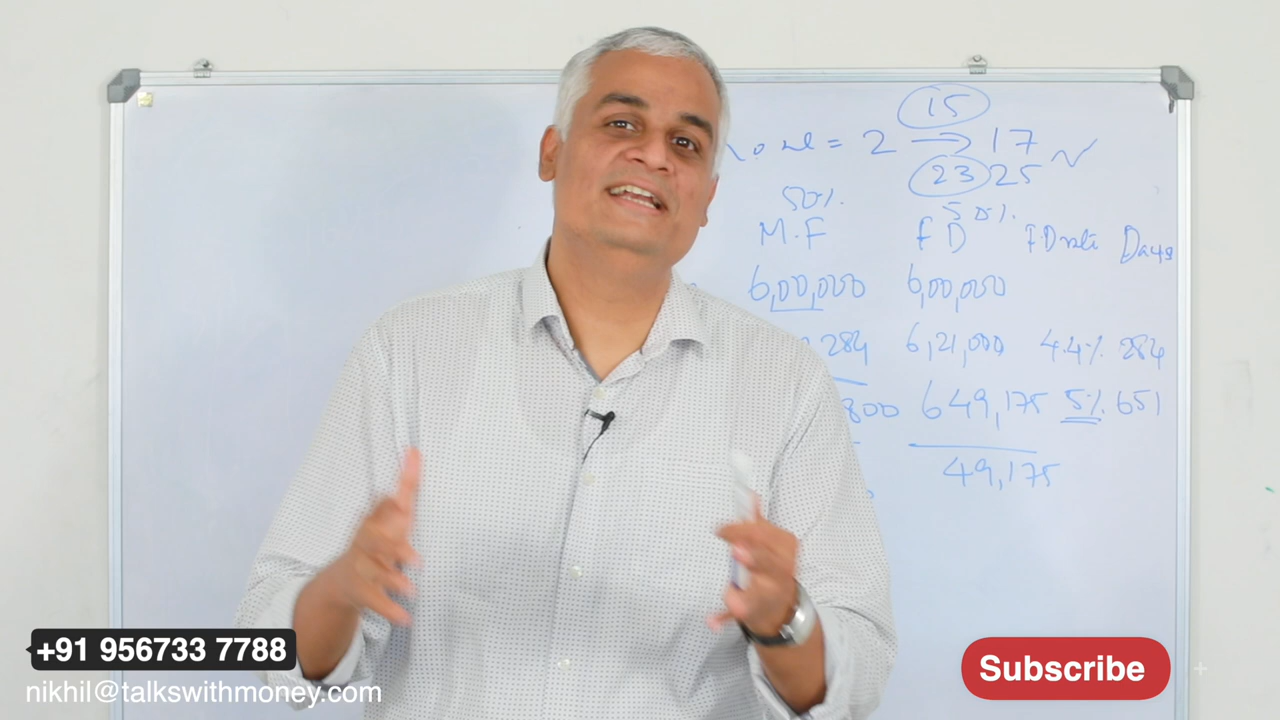 15
= 2 → 17
23 25
50%. 50%.
M.F FD FD rate Days
6,00,000 6,00,000
284 6,21,000 4.4%. 284
800 649,175 5%. 651
49,175
+91 956733 7788
nikhil@talkswithmoney.com
Subscribe